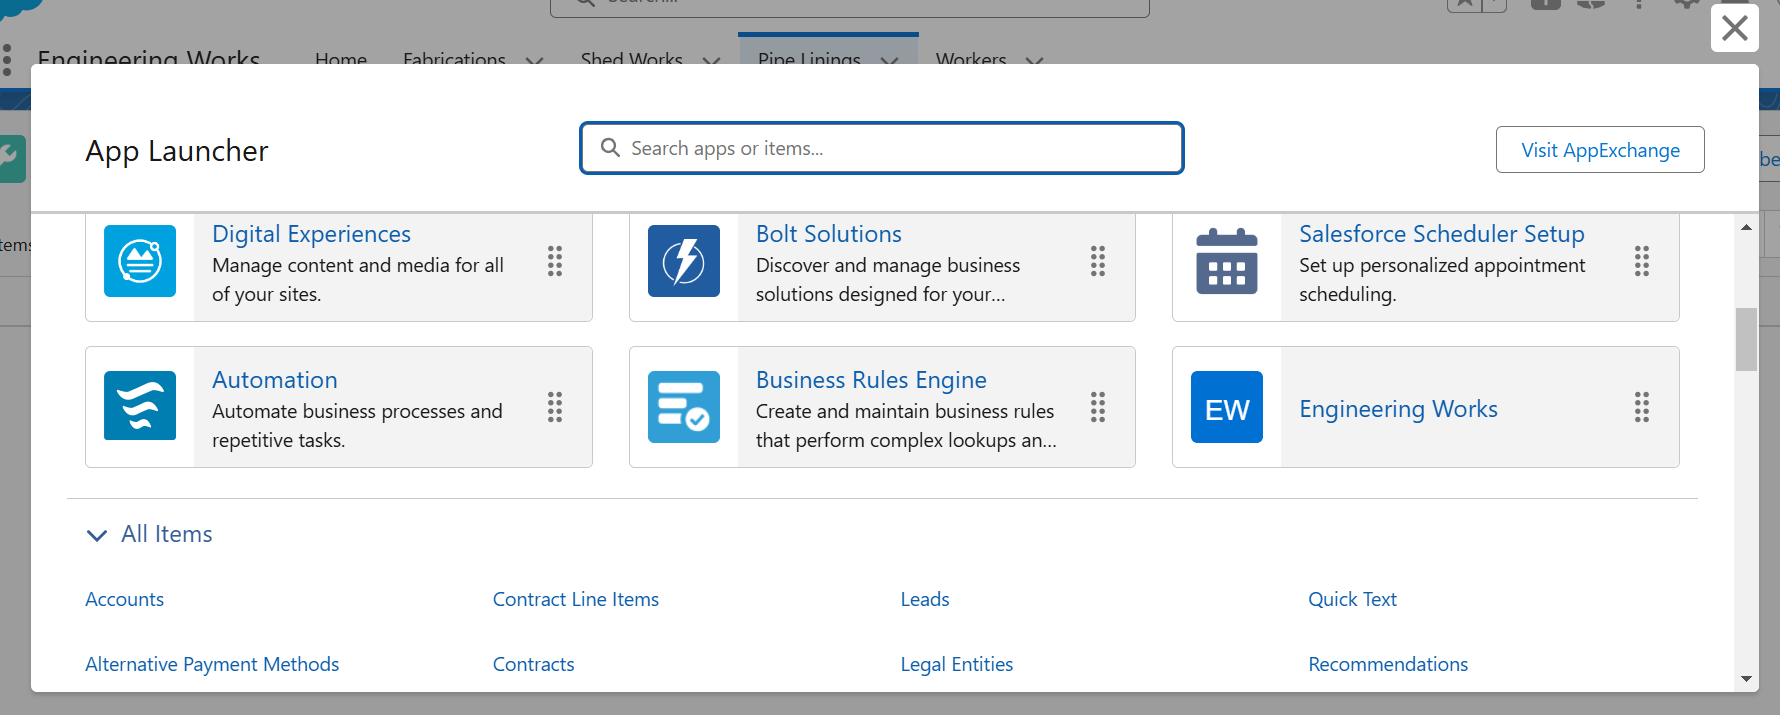 Search...
Engineering Works Home Fabrications Shed Works Pipe Linings Workers
App Launcher
Search apps or items...
Visit AppExchange
Digital Experiences
Manage content and media for all
of your sites.
Bolt Solutions
Discover and manage business
solutions designed for your...
Salesforce Scheduler Setup
Set up personalized appointment
scheduling.
Automation
Automate business processes and
repetitive tasks.
Business Rules Engine
Create and maintain business rules
that perform complex lookups an...
EW
Engineering Works
All Items
Accounts Contract Line Items Leads Quick Text
Alternative Payment Methods Contracts Legal Entities Recommendations